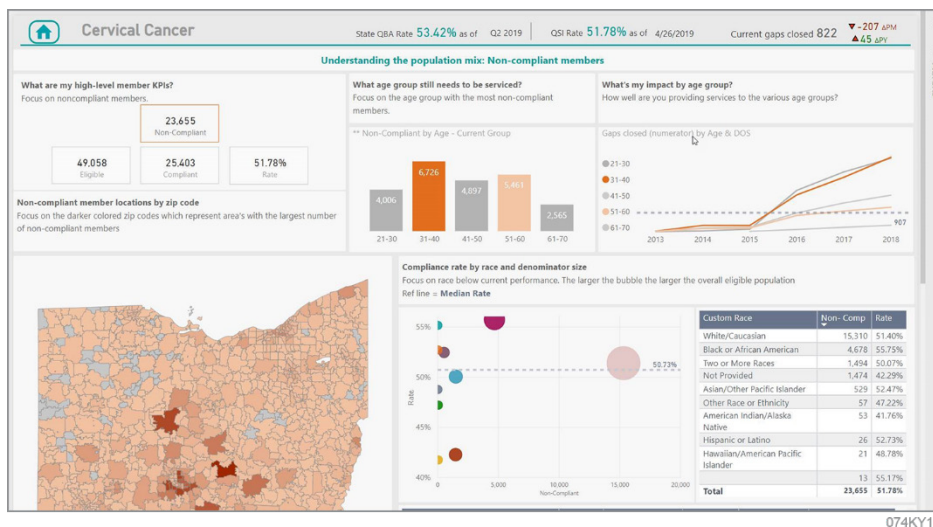 Cervical Cancer
State QBA Rate 53.42% as of Q2 2019
QSI Rate 51.78% as of 4/26/2019
Current gaps closed 822
▼-207 ΔPM
▲45 ΔPY
Understanding the population mix: Non-compliant members
What are my high-level member KPIs?
Focus on noncompliant members.
23,655
Non-Compliant
49,058
Eligible
25,403
Compliant
51.78%
Rate
Non-compliant member locations by zip code
Focus on the darker colored zip codes which represent area's with the largest number
of non-compliant members
What age group still needs to be serviced?
Focus on the age group with the most non-compliant
members.
** Non-Compliant by Age - Current Group
4,006
6,726
4,897
5,461
2,565
21-30 31-40 41-50 51-60 61-70
What's my impact by age group?
How well are you providing services to the various age groups?
Gaps closed (numerator) by Age & DOS
21-30
31-40
41-50
51-60
61-70
907
2013 2014 2015 2016 2017 2018
Compliance rate by race and denominator size
Focus on race below current performance. The larger the bubble the larger the overall eligible population
Ref line = Median Rate
55%
50%
45%
40%
Rate
50.73%
0 5,000 10,000 15,000 20,000
Non-Compliant
Custom Race Non- Comp Rate
White/Caucasian 15,310 51.40%
Black or African American 4,678 55.75%
Two or More Races 1,494 50.07%
Not Provided 1,474 42.29%
Asian/Other Pacific Islander 529 52.47%
Other Race or Ethnicity 57 47.22%
American Indian/Alaska 53 41.76%
Native
Hispanic or Latino 26 52.73%
Hawaiian/American Pacific 21 48.78%
Islander
13 55.17%
Total 23,655 51.78%
074KY1